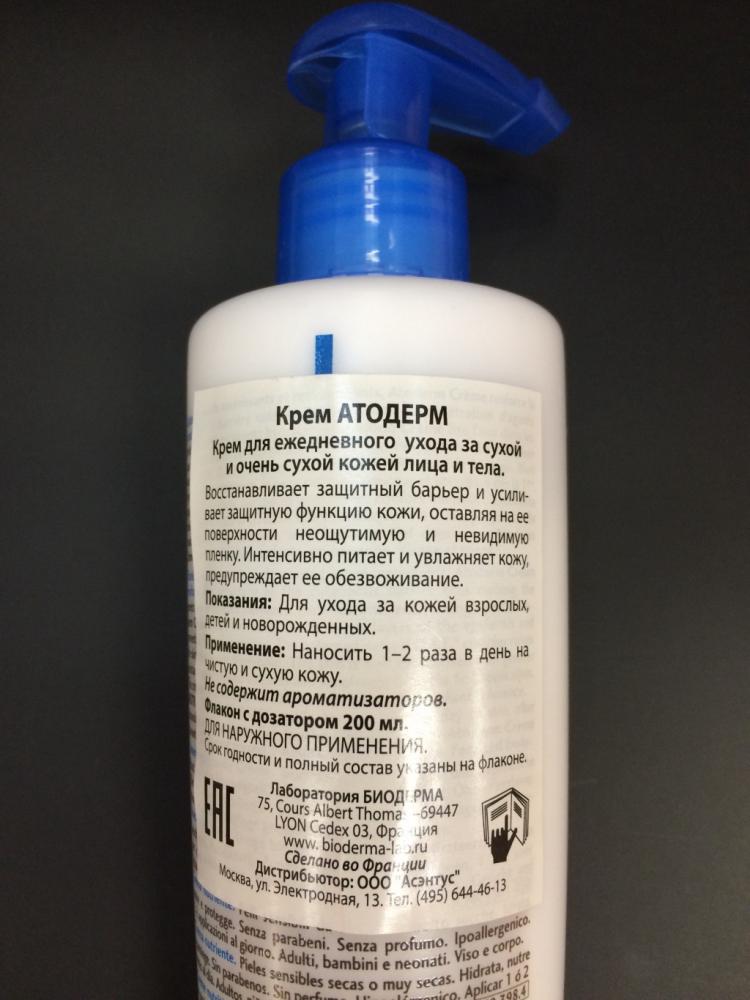 Крем АТОДЕРМ
Крем для ежедневного ухода за сухой
и очень сухой кожей лица и тела.
Восстанавливает защитный барьер и усили-
вает защитную функцию кожи, оставляя на ее
поверхности неощутимую и невидимую
пленку. Интенсивно питает и увлажняет кожу,
предупреждает ее обезвоживание.
Показания: Для ухода за кожей взрослых,
детей и новорожденных.
Применение: Наносить 1–2 раза в день на
чистую и сухую кожу.
Не содержит ароматизаторов.
Флакон с дозатором 200 мл.
ДЛЯ НАРУЖНОГО ПРИМЕНЕНИЯ.
Срок годности и полный состав указаны на флаконе.
EAC
Лаборатория БИОДЕРМА
75, Cours Albert Thomas –69447
LYON Cedex 03, Франция
www. bioderma-lab.ru
Сделано во Франции
Дистрибьютор: ООО "Асэнтус"
Москва, ул. Электродная, 13. Тел. (495) 644-46-13
e protegge. Senza parabeni. Senza profumo. Ipoallergenico.
applicazioni al giorno. Adulti, bambini e neonati. Viso e corpo.
Pieles sensibles secas o muy secas. Hidrata, nutre
Sin parabenos. Sin perfume. Aplicar 1 ó 2